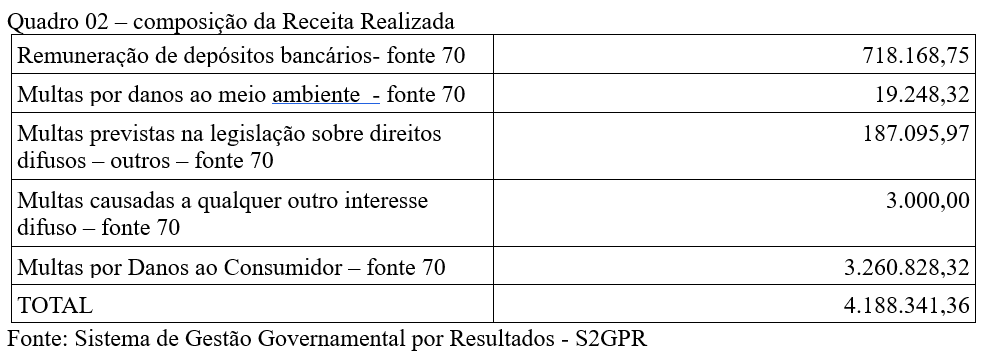 Quadro 02 – composição da Receita Realizada
Remuneração de depósitos bancários- fonte 70 718.168,75
Multas por danos ao meio ambiente  - fonte 70 19.248,32
Multas previstas na legislação sobre direitos 187.095,97
difusos – outros – fonte 70
Multas causadas a qualquer outro interesse 3.000,00
difuso – fonte 70
Multas por Danos ao Consumidor – fonte 70 3.260.828,32
TOTAL 4.188.341,36
Fonte: Sistema de Gestão Governamental por Resultados - S2GPR